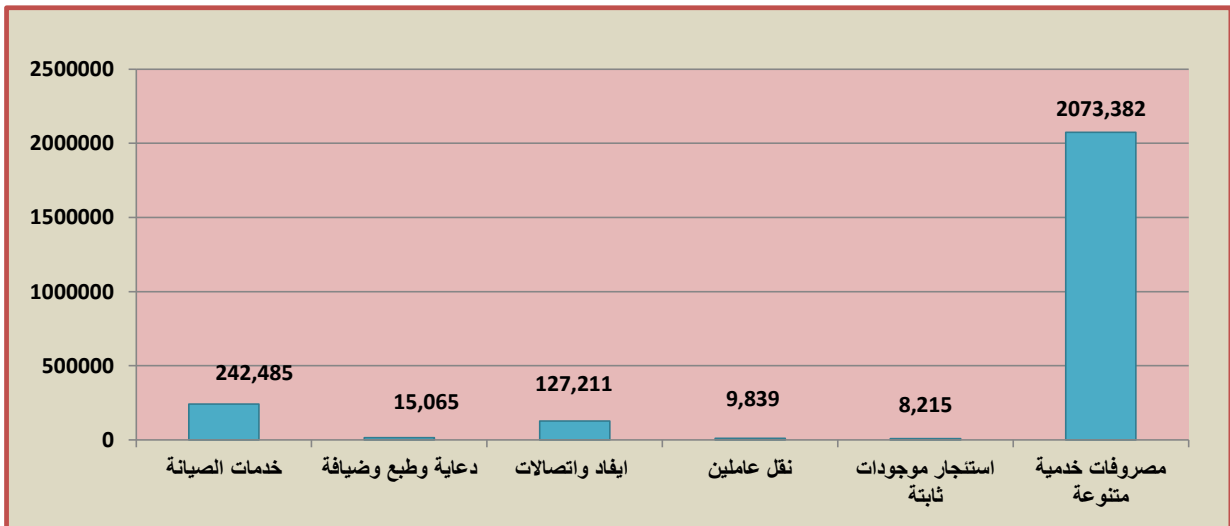 2500000
2000000
1500000
1000000
500000
0
242,485
15,065
127,211
9,839
8,215
2073,382
خدمات الصيانة
دعاية وطبع وضيافة
ايفاد واتصالات
نقل عاملين
استنجار موجودات
ثابتة
مصروفات خدمية
متنوعة